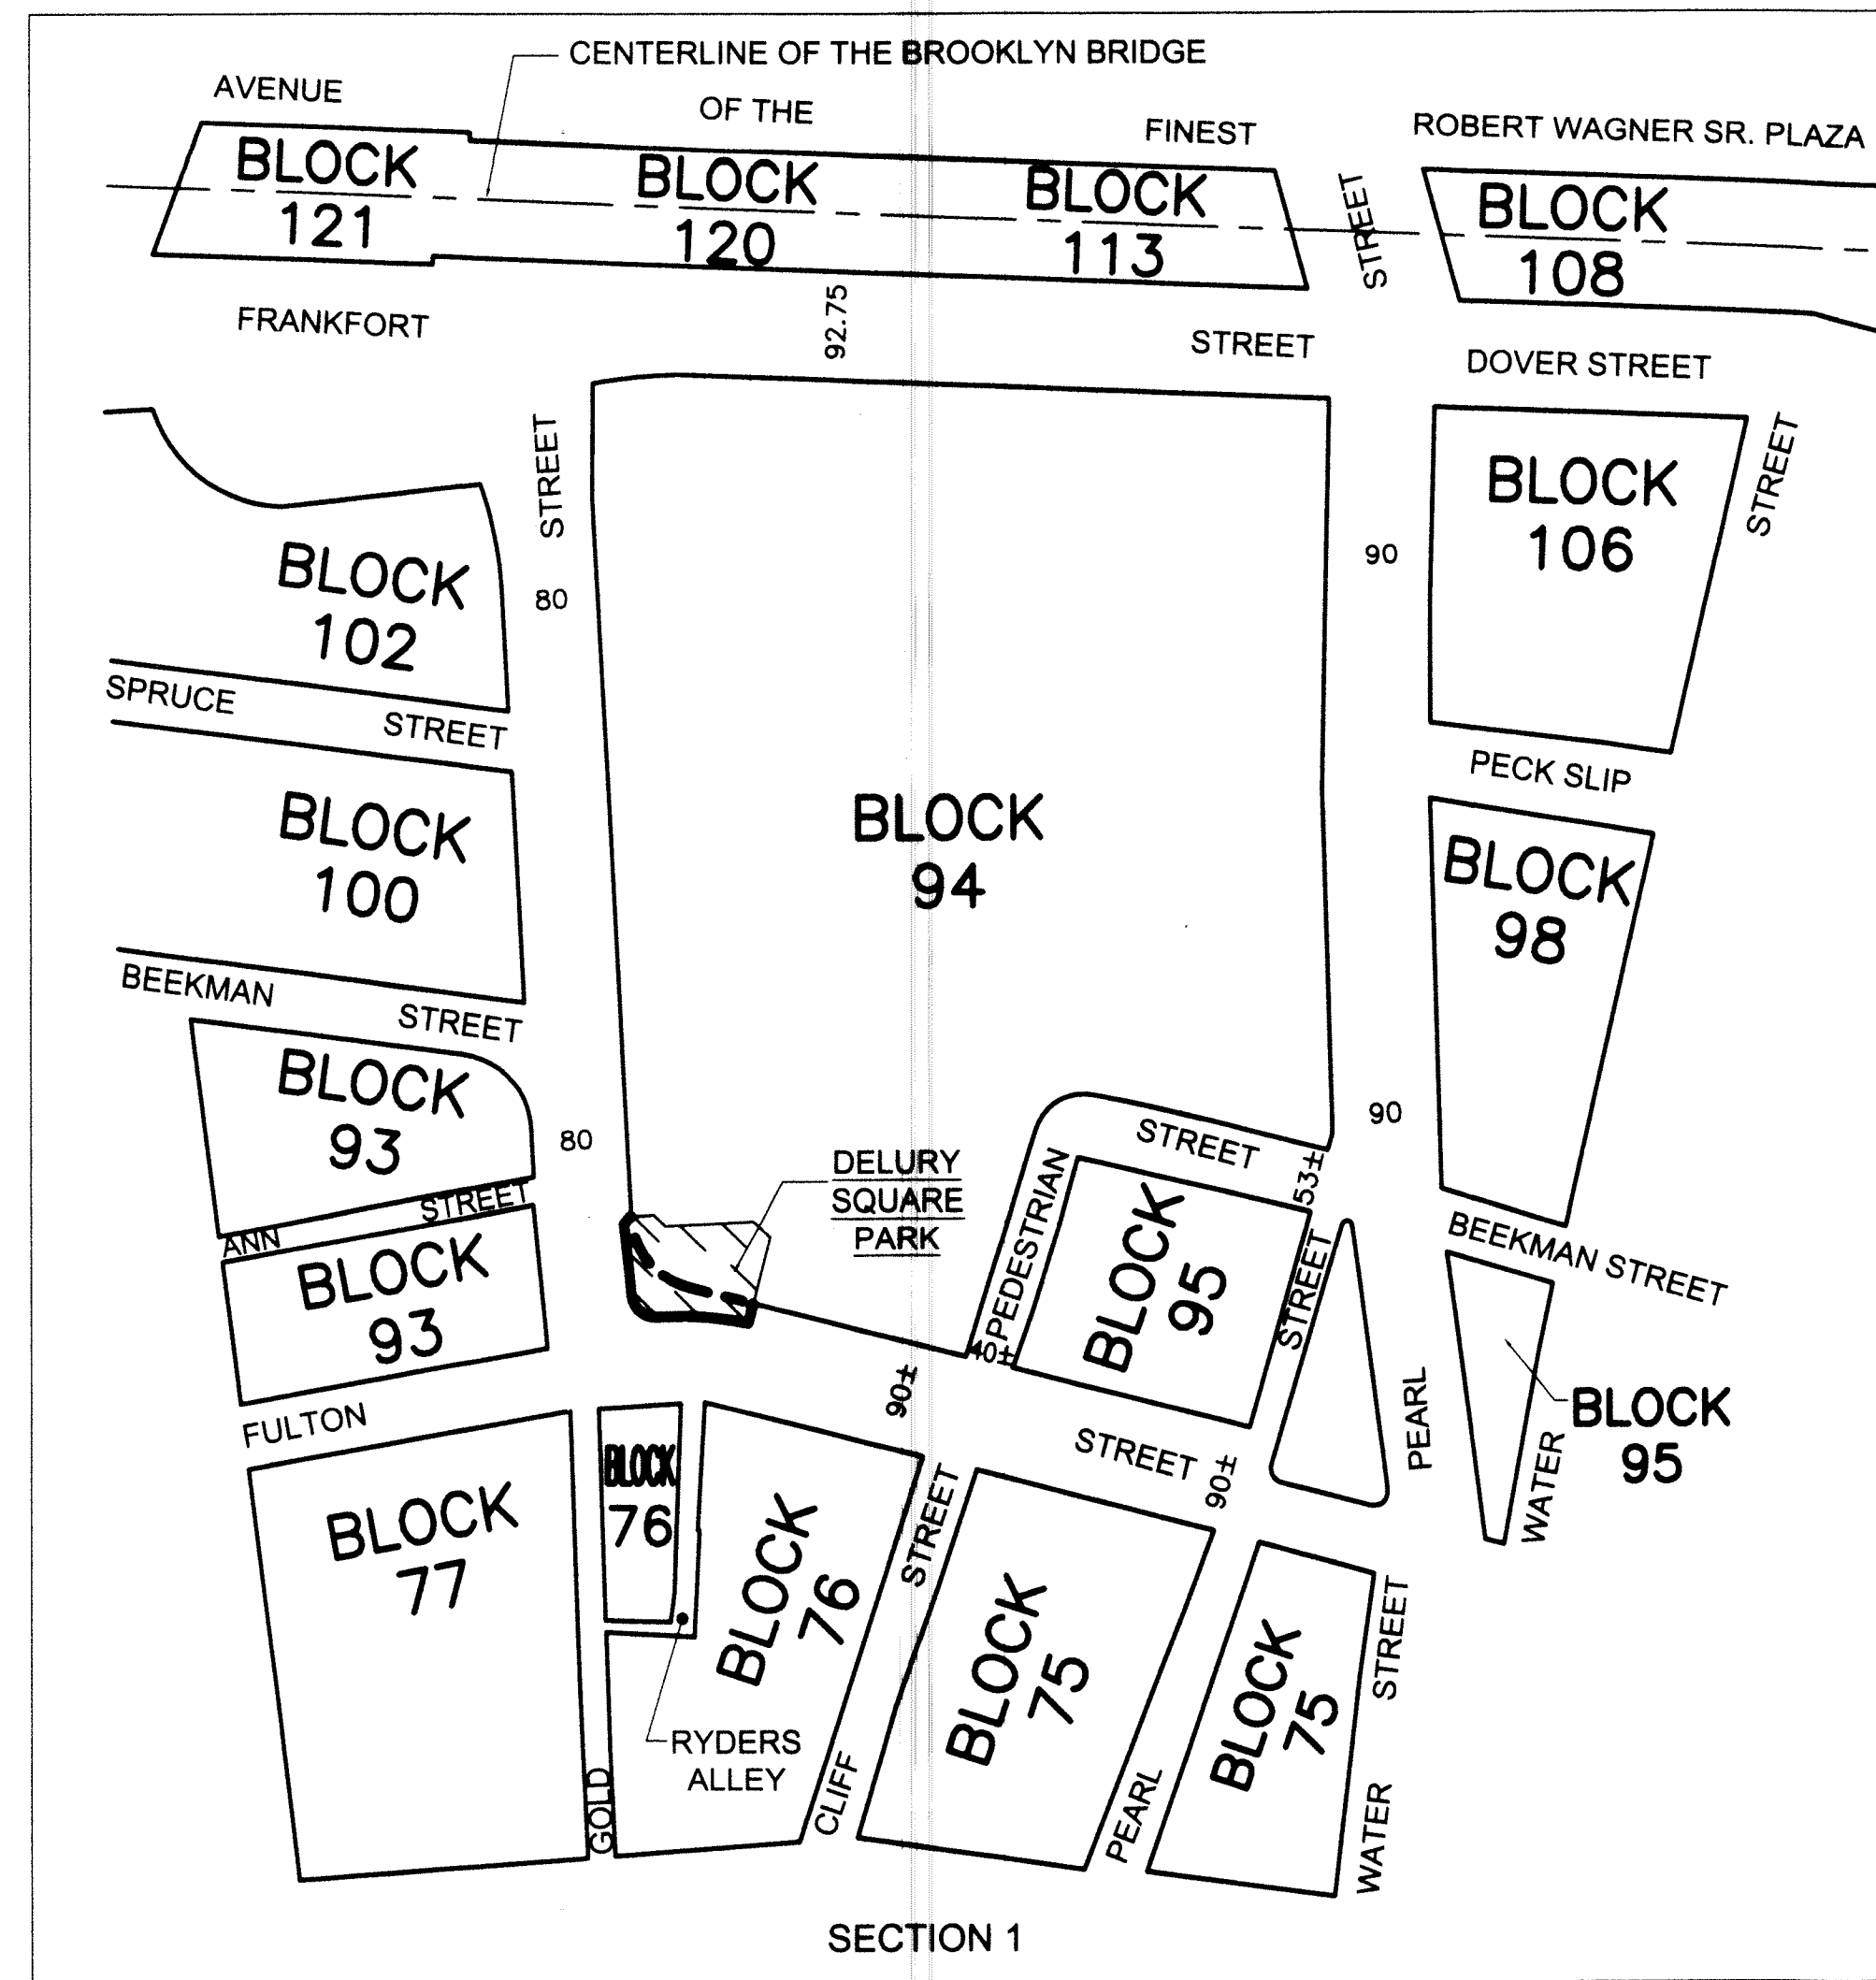 CENTERLINE OF THE BROOKLYN BRIDGE
AVENUE
OF THE
FINEST
ROBERT WAGNER SR. PLAZA
BLOCK
121
BLOCK
120
BLOCK
113
STREET
BLOCK
108
FRANKFORT
92.75
STREET
DOVER STREET
STREET
80
BLOCK
102
90
BLOCK
106
STREET
SPRUCE
STREET
PECK SLIP
BLOCK
100
BLOCK
94
BLOCK
98
BEEKMAN
STREET
BLOCK
93
80
90
DELURY
SQUARE
PARK
STREET
53±
PEDESTRIAN
ANN
STREET
BLOCK
93
BLOCK
95
STREET
BEEKMAN STREET
40±
90±
FULTON
STREET
90±
PEARL
WATER
BLOCK
95
BLOCK
77
BLOCK
76
BLOCK
76
STREET
BLOCK
75
BLOCK
75
STREET
RYDERS
ALLEY
GOLD
CLIFF
PEARL
WATER
SECTION 1